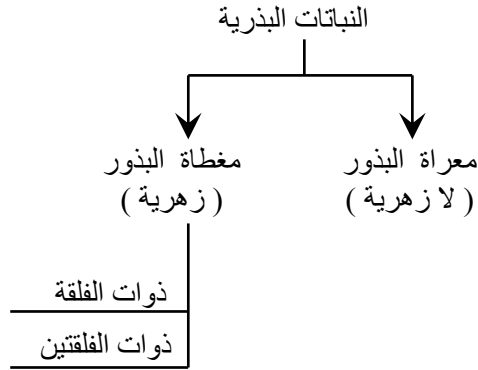 النباتات البذرية
معراة البذور
( لا زهرية )
مغطاة البذور
( زهرية )
ذوات الفلقة
ذوات الفلقتين